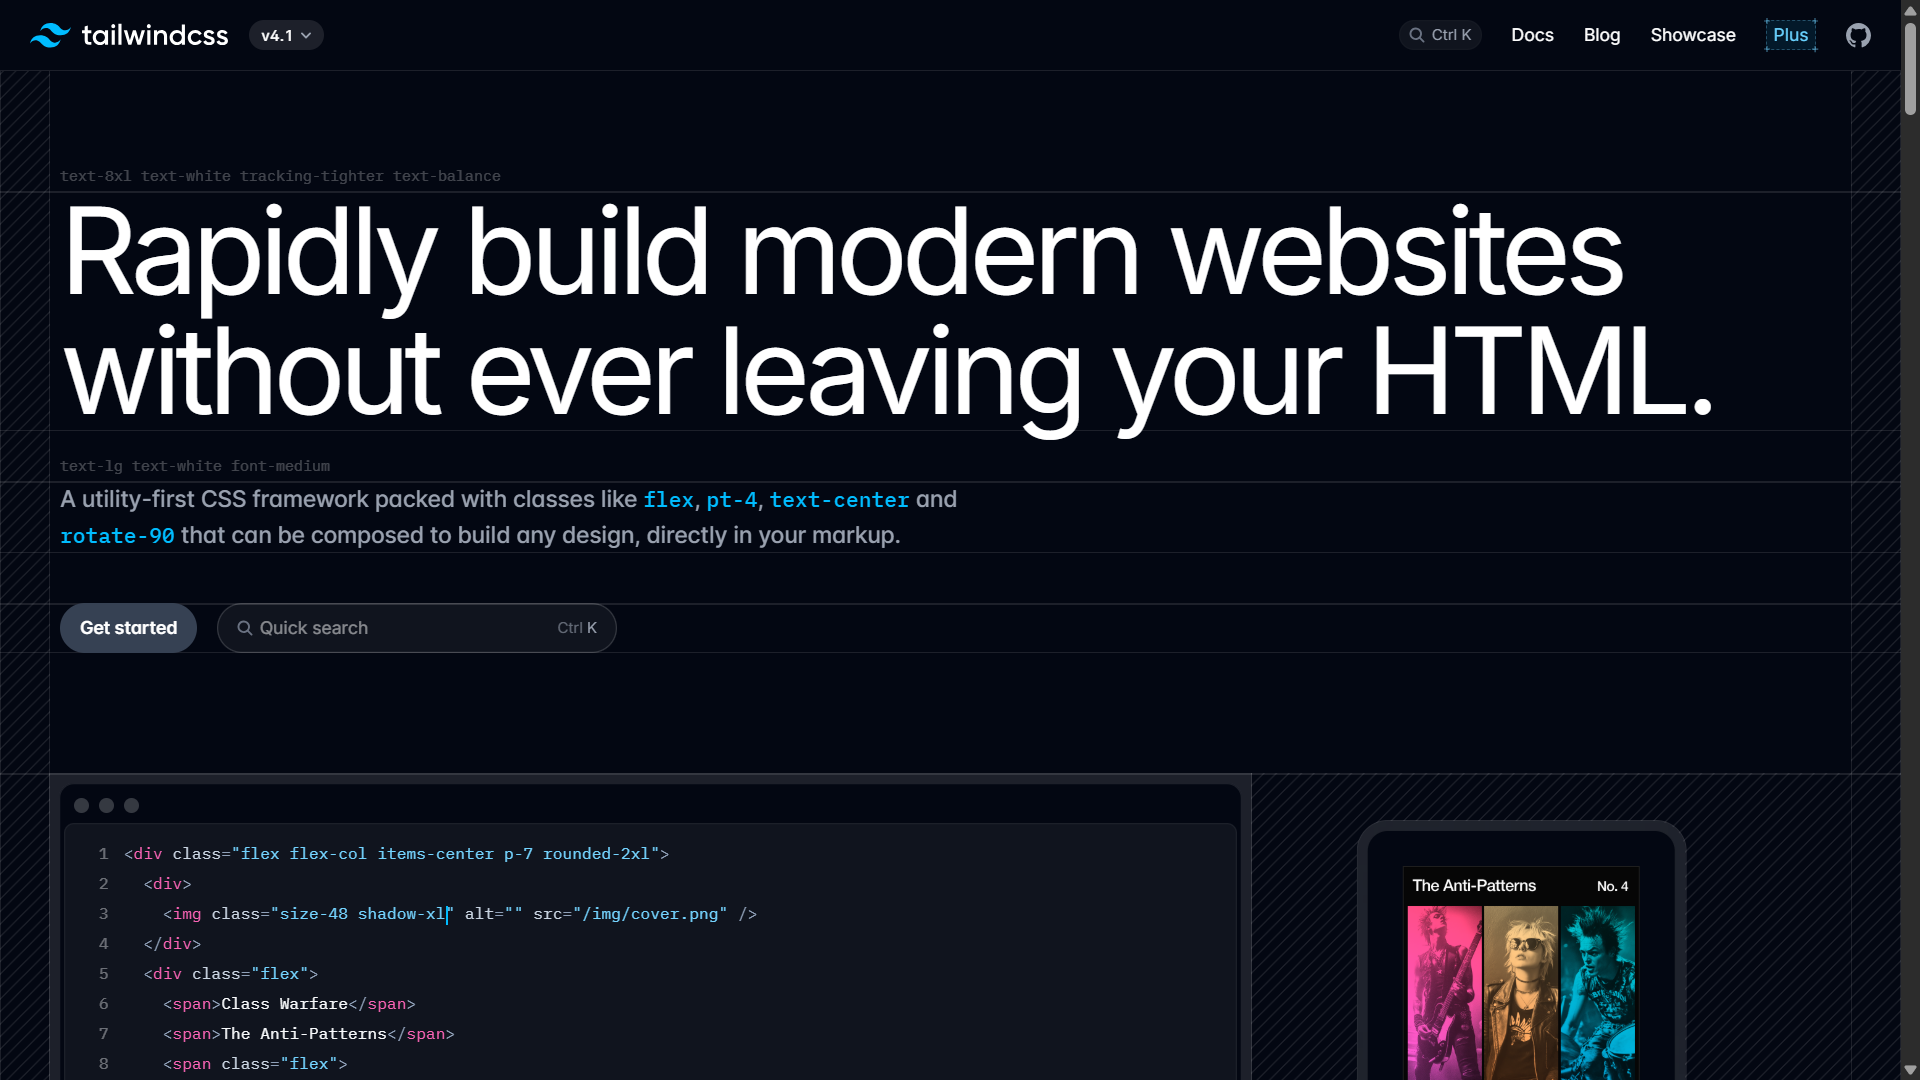 tailwindcss v4.1 Ctrl K Docs Blog Showcase Plus
text-8xl text-white tracking-tighter text-balance
Rapidly build modern websites
without ever leaving your HTML.
text-lg text-white font-medium
A utility-first CSS framework packed with classes like flex, pt-4, text-center and
rotate-90 that can be composed to build any design, directly in your markup.
Get started Quick search Ctrl K
1 <div class="flex flex-col items-center p-7 rounded-2xl">
2 <div>
3 <img class="size-48 shadow-xl" alt="" src="/img/cover.png" />
4 </div>
5 <div class="flex">
6 <span>Class Warfare</span>
7 <span>The Anti-Patterns</span>
8 <span class="flex">
The Anti-Patterns No. 4